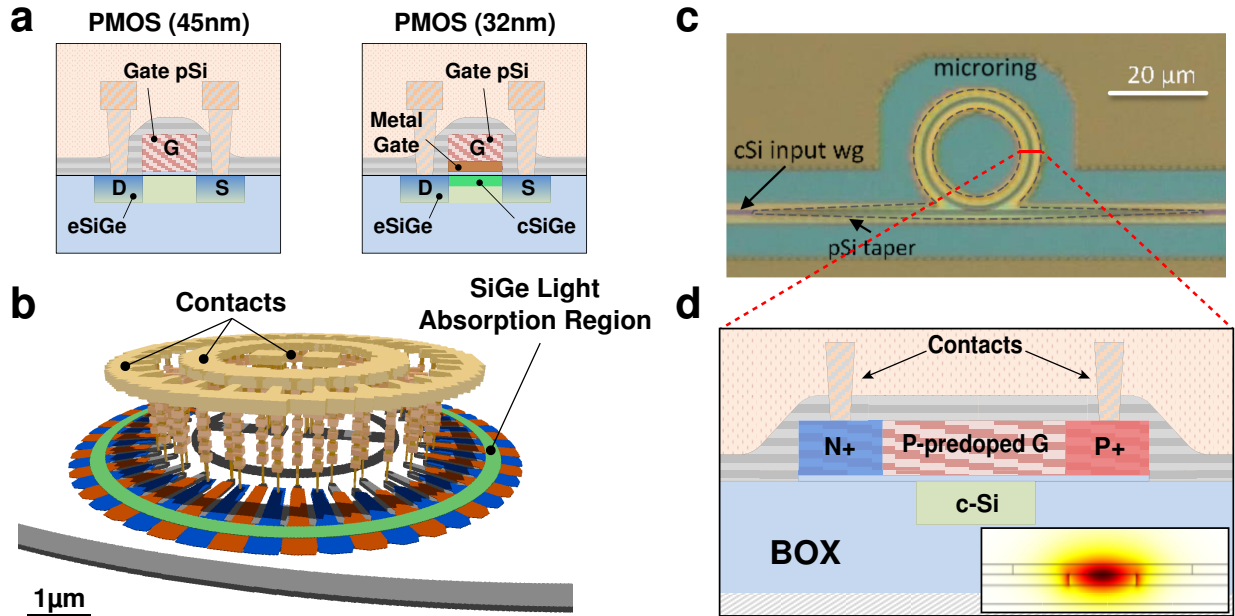 a
PMOS (45nm)
PMOS (32nm)
Gate pSi
G
D
S
eSiGe
Gate pSi
Metal
Gate
G
D
S
eSiGe
cSiGe
b
Contacts
SiGe Light
Absorption Region
1μm
c
microring
20 μm
cSi input wg
pSi taper
d
Contacts
N+
P-predoped G
P+
c-Si
BOX